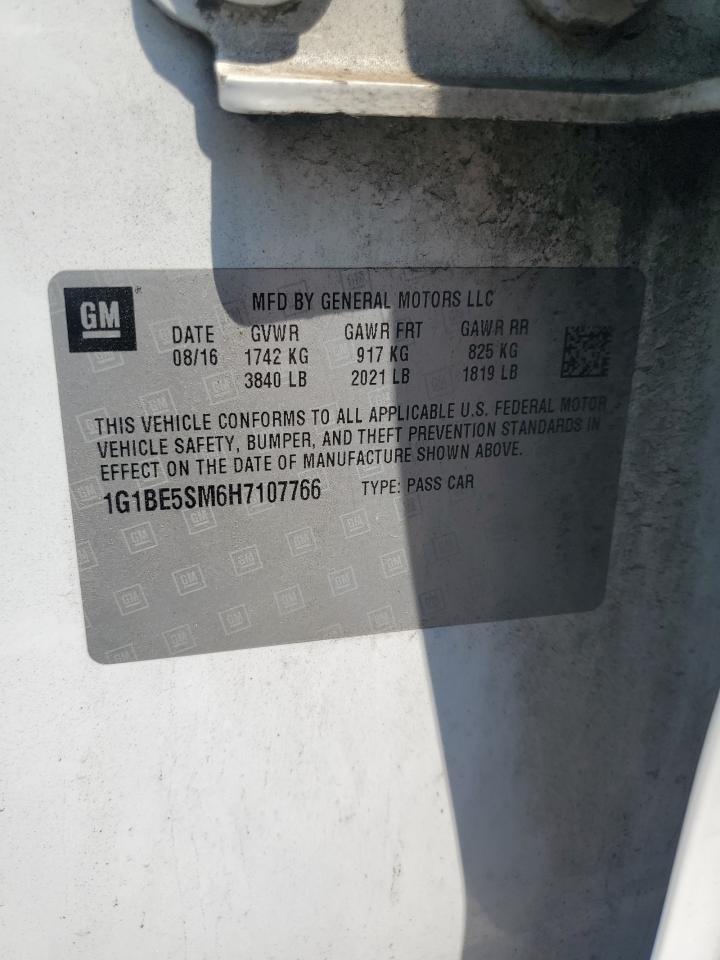 GM
MFD BY GENERAL MOTORS LLC
DATE GVWR GAWR FRT GAWR RR
08/16 1742 KG 917 KG 825 KG
3840 LB 2021 LB 1819 LB
THIS VEHICLE CONFORMS TO ALL APPLICABLE U.S. FEDERAL MOTOR
VEHICLE SAFETY, BUMPER, AND THEFT PREVENTION STANDARDS IN
EFFECT ON THE DATE OF MANUFACTURE SHOWN ABOVE.
1G1BE5SM6H7107766 TYPE: PASS CAR